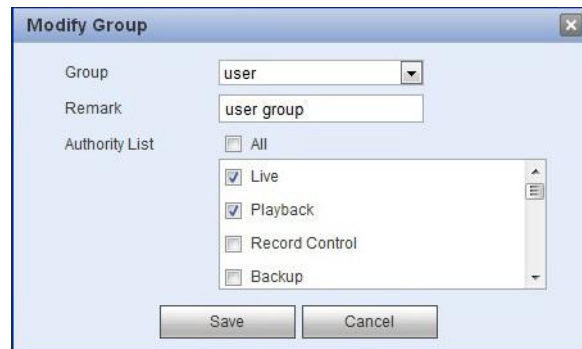 Modify Group
Group user
Remark user group
Authority List All
Live
Playback
Record Control
Backup
Save Cancel